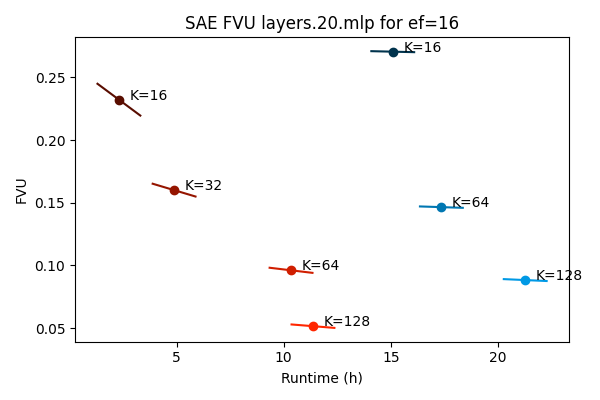 SAE FVU layers.20.mlp for ef=16
FVU
0.25
0.20
0.15
0.10
0.05
K=16
K=16
K=32
K=64
K=64
K=128
K=128
5
10
15
20
Runtime (h)